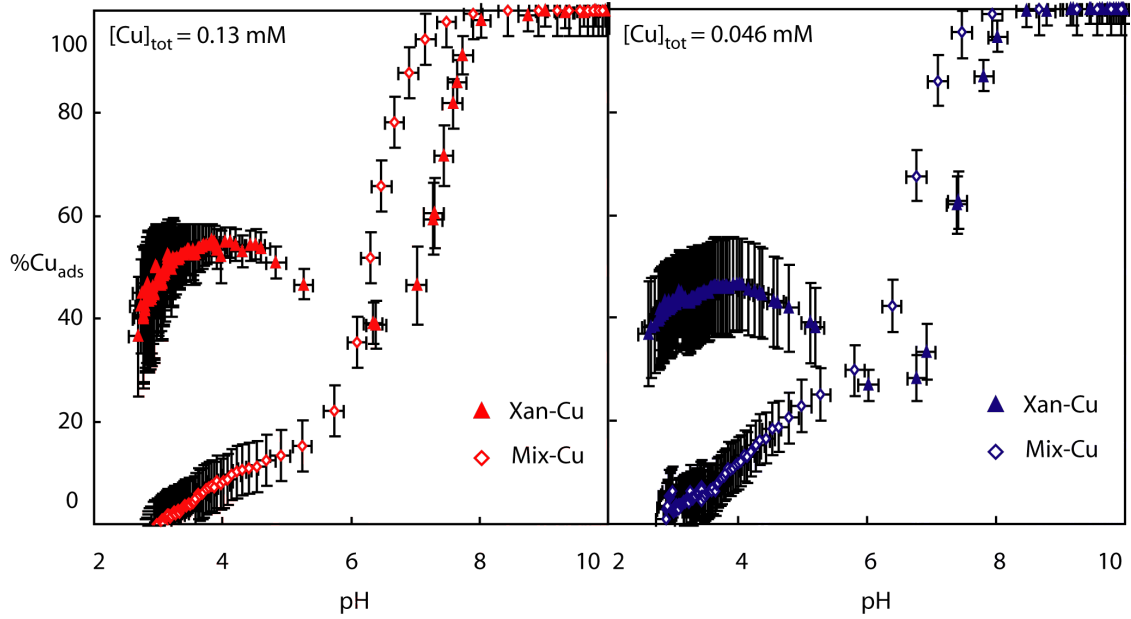 [Cu]tot = 0.13 mM
[Cu]tot = 0.046 mM
100
80
60
%Cuads
40
20
0
Xan-Cu
Mix-Cu
Xan-Cu
Mix-Cu
2 4 6 8 10 2 4 6 8 10
pH pH